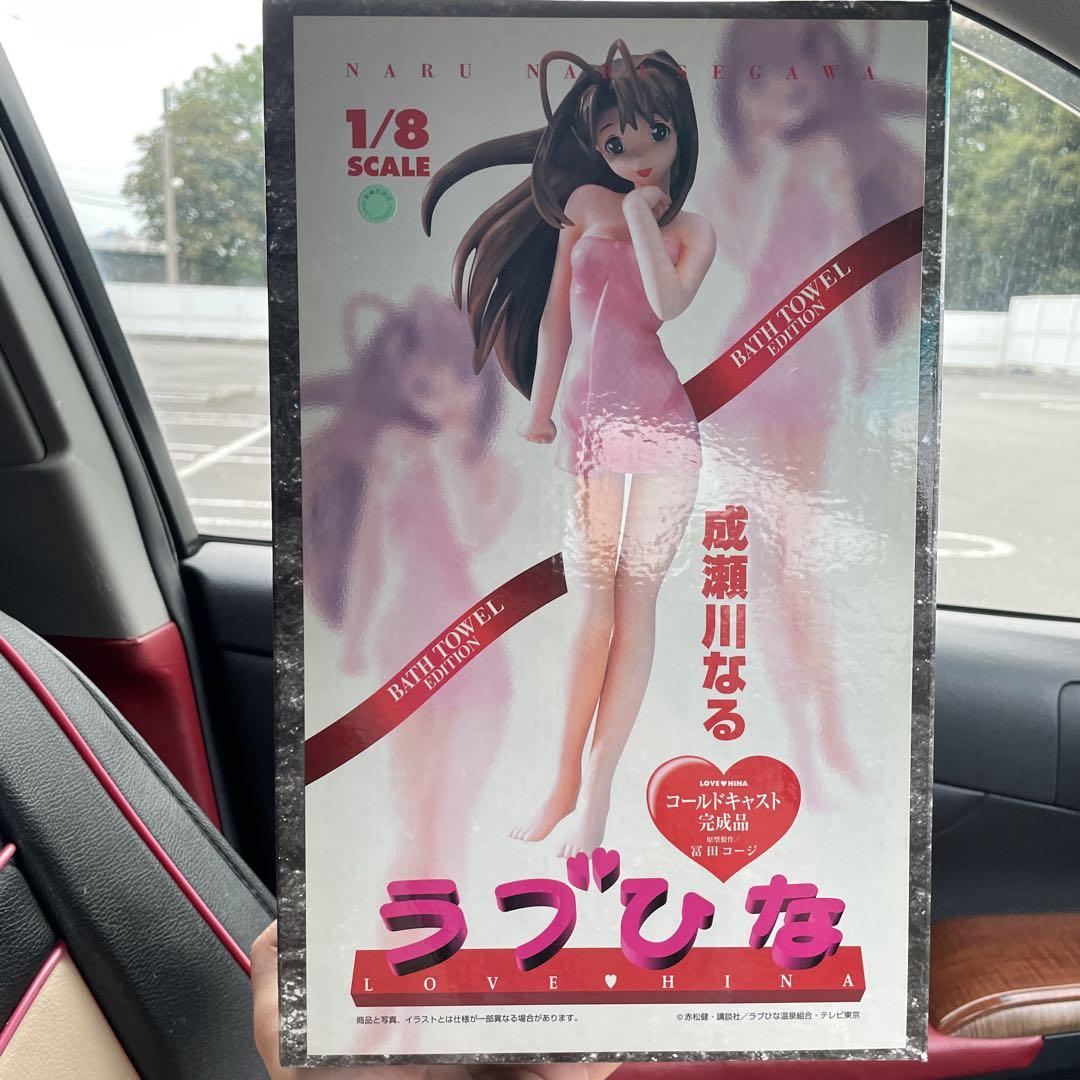 NARU NARUSEGAWA
1/8
SCALE
BATH TOWEL
EDITION
BATH TOWEL
EDITION
成瀬川なる
LOVE♥HINA
コールドキャスト
完成品
原型製作/
冨田コージ
ラブひな
LOVE♥HINA
商品と写真、イラストとは仕様が一部異なる場合があります。
©赤松健・講談社/ラブひな温泉組合・テレビ東京